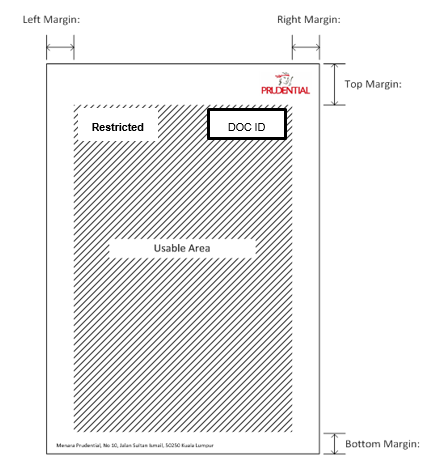 Left Margin:
Right Margin:
PRUDENTIAL
Top Margin:
Restricted
DOC ID
Usable Area
Bottom Margin:
Menara Prudential, No 10, Jalan Sultan Ismail, 50250 Kuala Lumpur